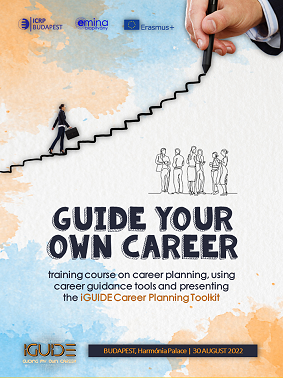 ICRP
BUDAPEST
emina
alapítvány
Erasmus+
GUIDE YOUR
OWN CAREER
training course on career planning, using
career guidance tools and presenting
the iGUIDE Career Planning Toolkit
iGUiDE
BUDAPEST, Harmónia Palace | 30 AUGUST 2022